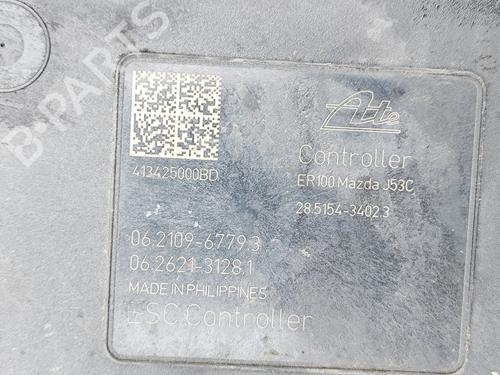 B-PARTS
Ate
413425000BD
Controller
ER100 Mazda J53C
28.5154-3402.3
06.2109-6779.3
06.2621-3128.1
MADE IN PHILIPPINES
ESC Controller